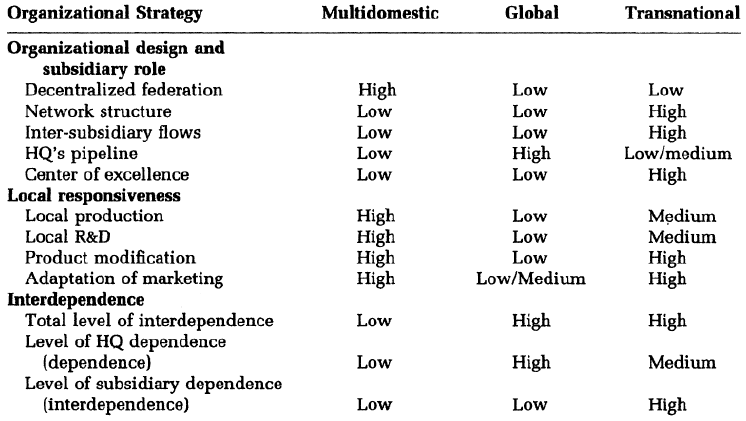 Organizational Strategy Multidomestic Global Transnational
Organizational design and
subsidiary role
Decentralized federation High Low Low
Network structure Low Low High
Inter-subsidiary flows Low Low High
HQ's pipeline Low High Low/medium
Center of excellence Low Low High
Local responsiveness
Local production High Low Medium
Local R&D High Low Medium
Product modification High Low High
Adaptation of marketing High Low/Medium High
Interdependence
Total level of interdependence Low High High
Level of HQ dependence
(dependence) Low High Medium
Level of subsidiary dependence
(interdependence) Low Low High